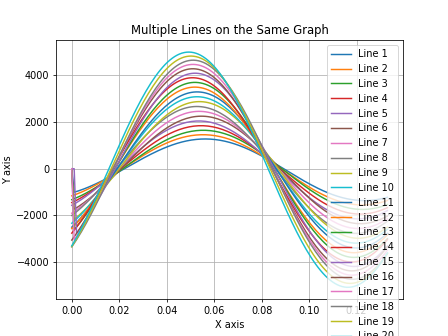 Multiple Lines on the Same Graph
Y axis
4000
2000
0
−2000
−4000
0.00
0.02
0.04
0.06
0.08
0.10
X axis
Line 1
Line 2
Line 3
Line 4
Line 5
Line 6
Line 7
Line 8
Line 9
Line 10
Line 11
Line 12
Line 13
Line 14
Line 15
Line 16
Line 17
Line 18
Line 19
Line 20